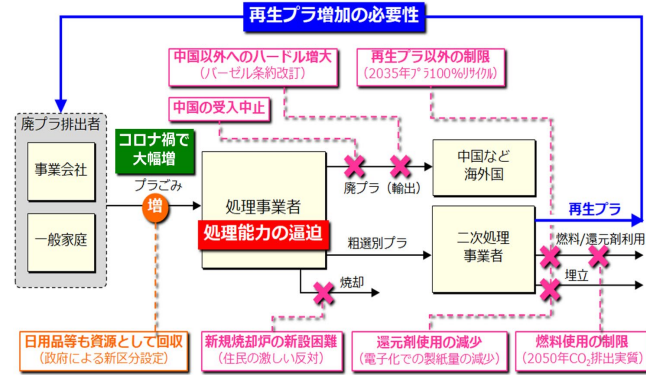 再生プラ増加の必要性
中国以外へのハードル増大
（バーゼル条約改訂）
再生プラ以外の制限
（2035年ﾌﾟﾗ100%ﾘｻｲｸﾙ）
中国の受入中止
廃プラ排出者
事業会社
一般家庭
コロナ禍で
大幅増
プラごみ
増
処理事業者
処理能力の逼迫
廃プラ（輸出）
中国など
海外国
粗選別プラ
二次処理
事業者
再生プラ
燃料/還元剤利用
埋立
焼却
日用品等も資源として回収
（政府による新区分設定）
新規焼却炉の新設困難
（住民の激しい反対）
還元剤使用の減少
（電子化での製紙量の減少）
燃料使用の制限
（2050年CO₂排出実質）